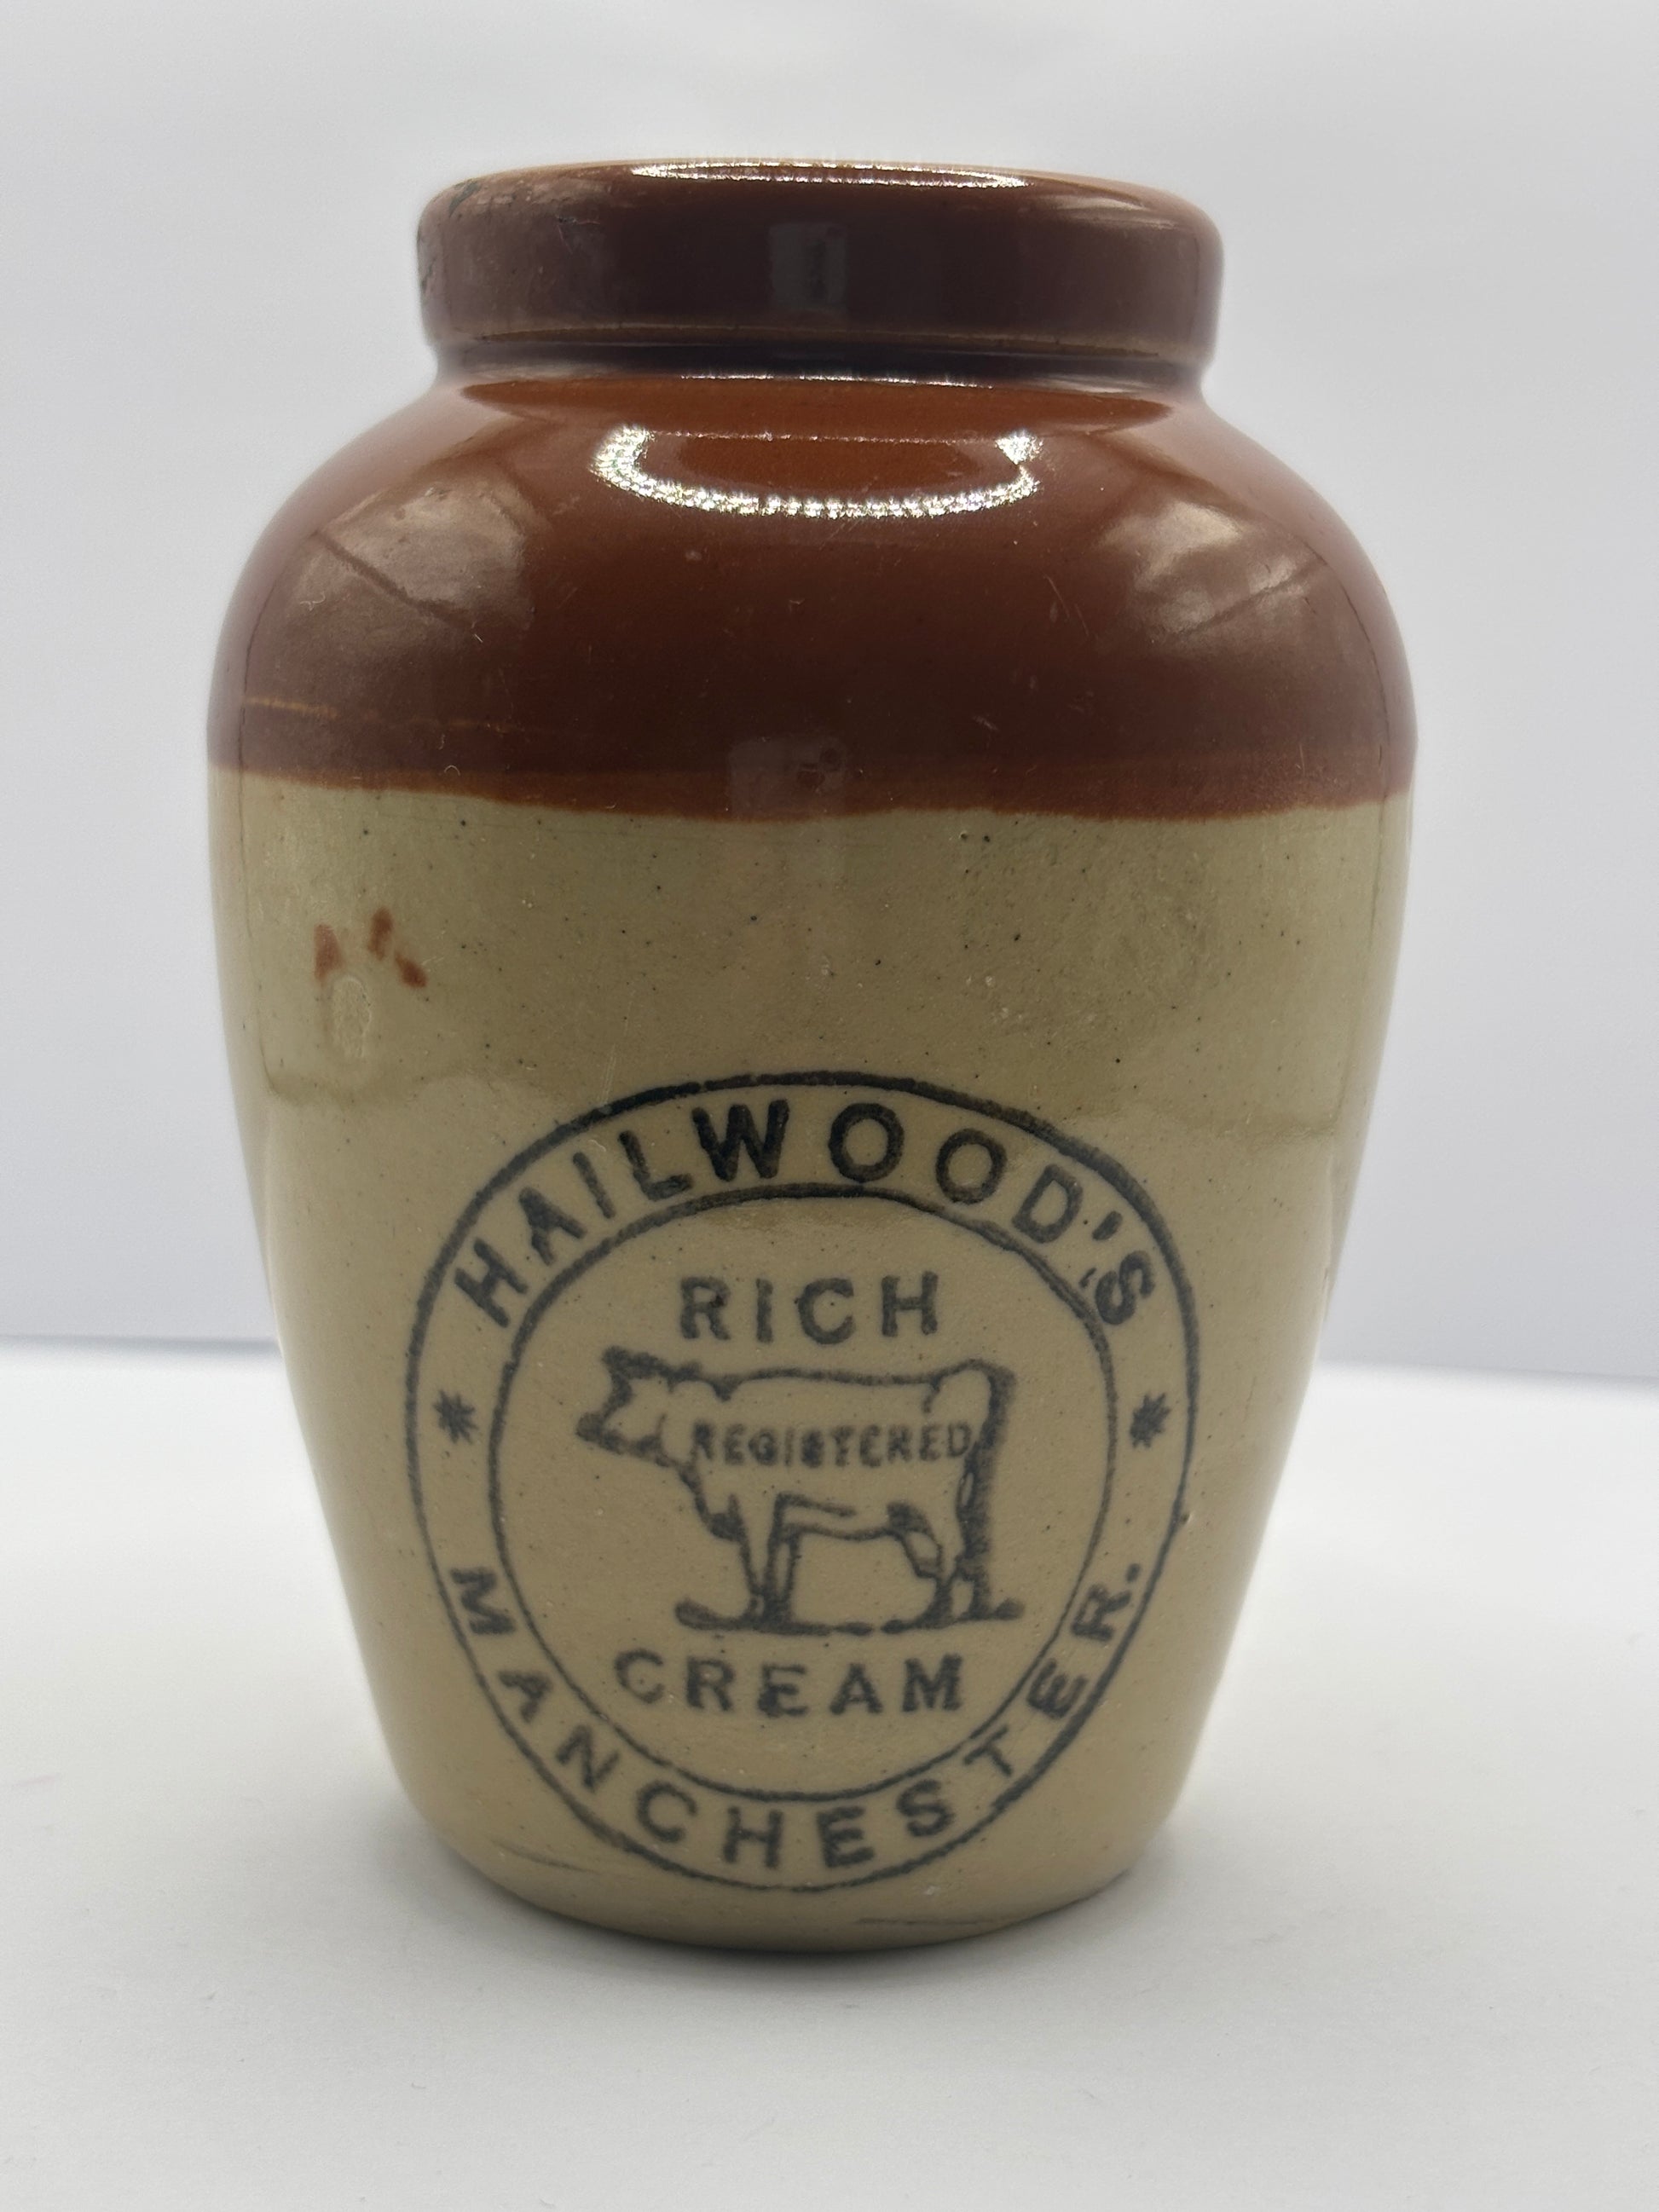 HAILWOOD'S
RICH
REGISTERED
CREAM
MANCHESTER.